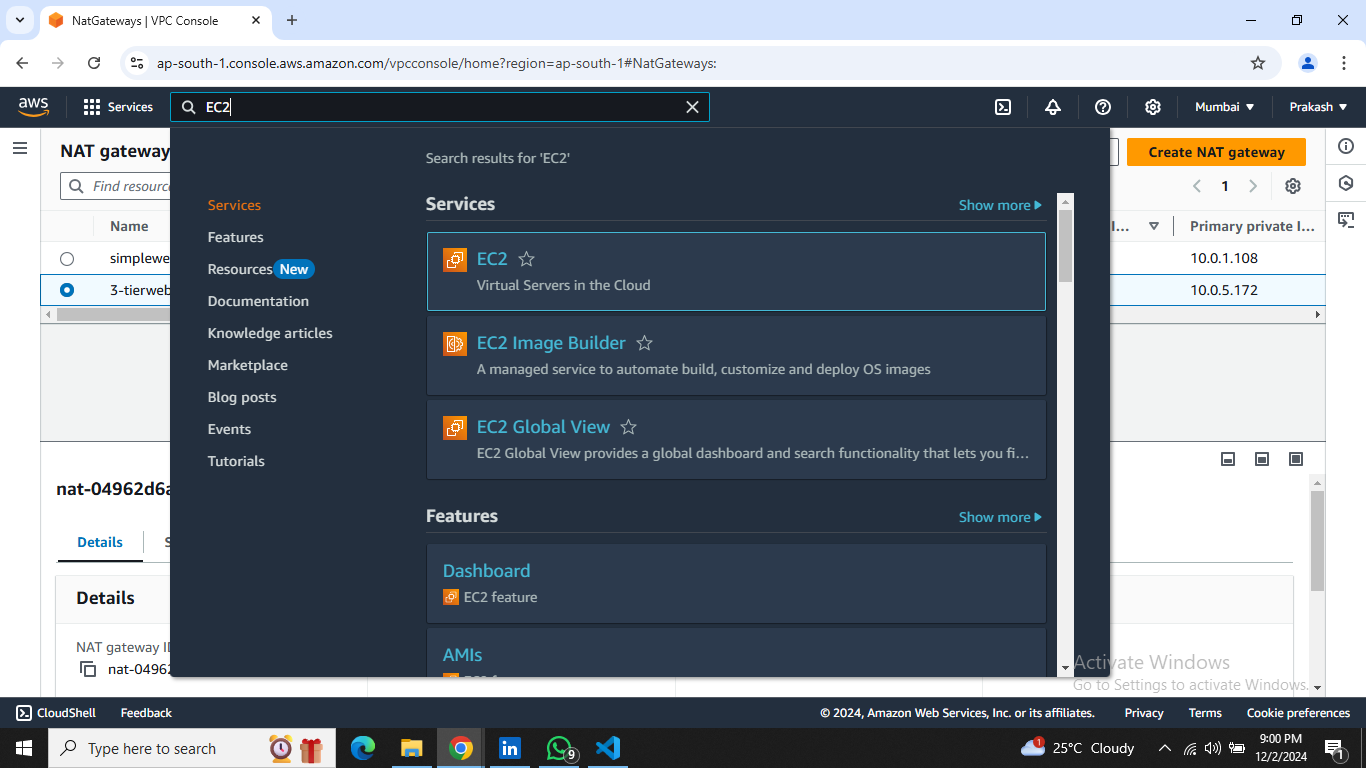 NatGateways | VPC Console
ap-south-1.console.aws.amazon.com/vpcconsole/home?region=ap-south-1#NatGateways:
aws
Services
EC2
Mumbai
Prakash
NAT gateway
Create NAT gateway
Find resourc
1
Name
I...
Primary private I...
simplewe
10.0.1.108
3-tierweb
10.0.5.172
Search results for 'EC2'
Services
Features
Resources New
Documentation
Knowledge articles
Marketplace
Blog posts
Events
Tutorials
Services
Show more
EC2
Virtual Servers in the Cloud
EC2 Image Builder
A managed service to automate build, customize and deploy OS images
EC2 Global View
EC2 Global View provides a global dashboard and search functionality that lets you fi...
Features
Show more
Dashboard
EC2 feature
AMIs
nat-04962d6a
Details
Details
NAT gateway ID
nat-0496
Activate Windows
Go to Settings to activate Windows.
CloudShell
Feedback
© 2024, Amazon Web Services, Inc. or its affiliates.
Privacy
Terms
Cookie preferences
Type here to search
9
1
25°C Cloudy
9:00 PM
12/2/2024
1